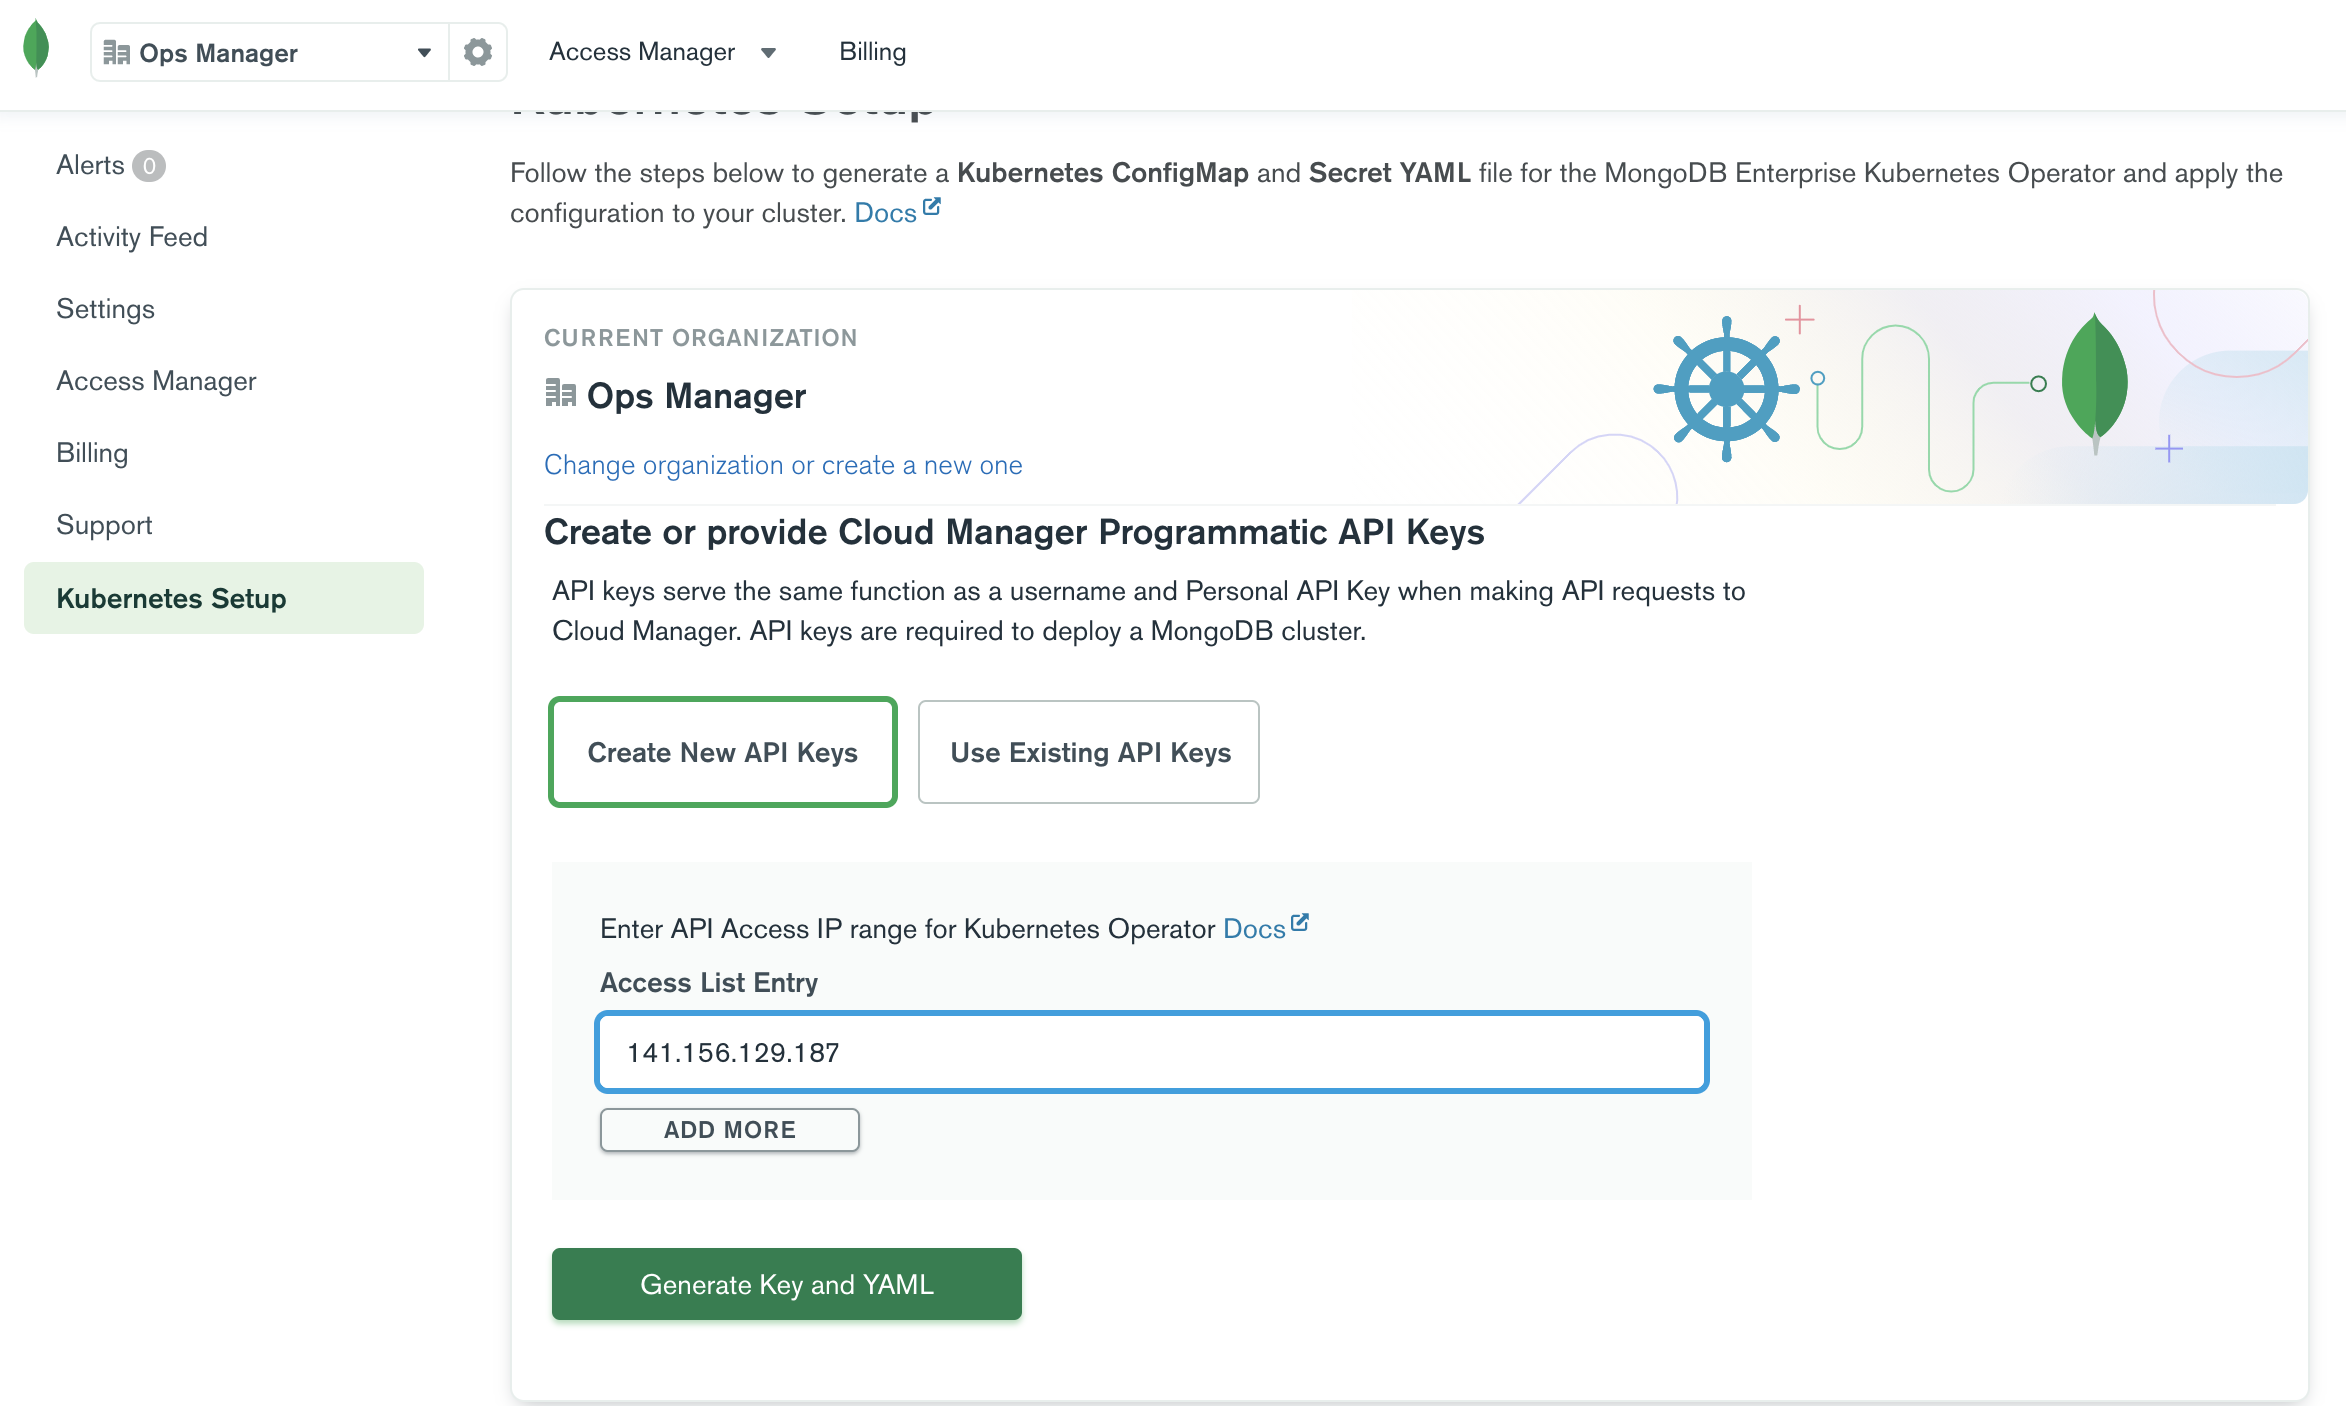 Ops Manager
Access Manager
Billing
Kubernetes Setup
Alerts 0
Activity Feed
Settings
Access Manager
Billing
Support
Kubernetes Setup
Follow the steps below to generate a Kubernetes ConfigMap and Secret YAML file for the MongoDB Enterprise Kubernetes Operator and apply the
configuration to your cluster. Docs
CURRENT ORGANIZATION
Ops Manager
Change organization or create a new one
Create or provide Cloud Manager Programmatic API Keys
API keys serve the same function as a username and Personal API Key when making API requests to
Cloud Manager. API keys are required to deploy a MongoDB cluster.
Create New API Keys
Use Existing API Keys
Enter API Access IP range for Kubernetes Operator Docs
Access List Entry
141.156.129.187
ADD MORE
Generate Key and YAML